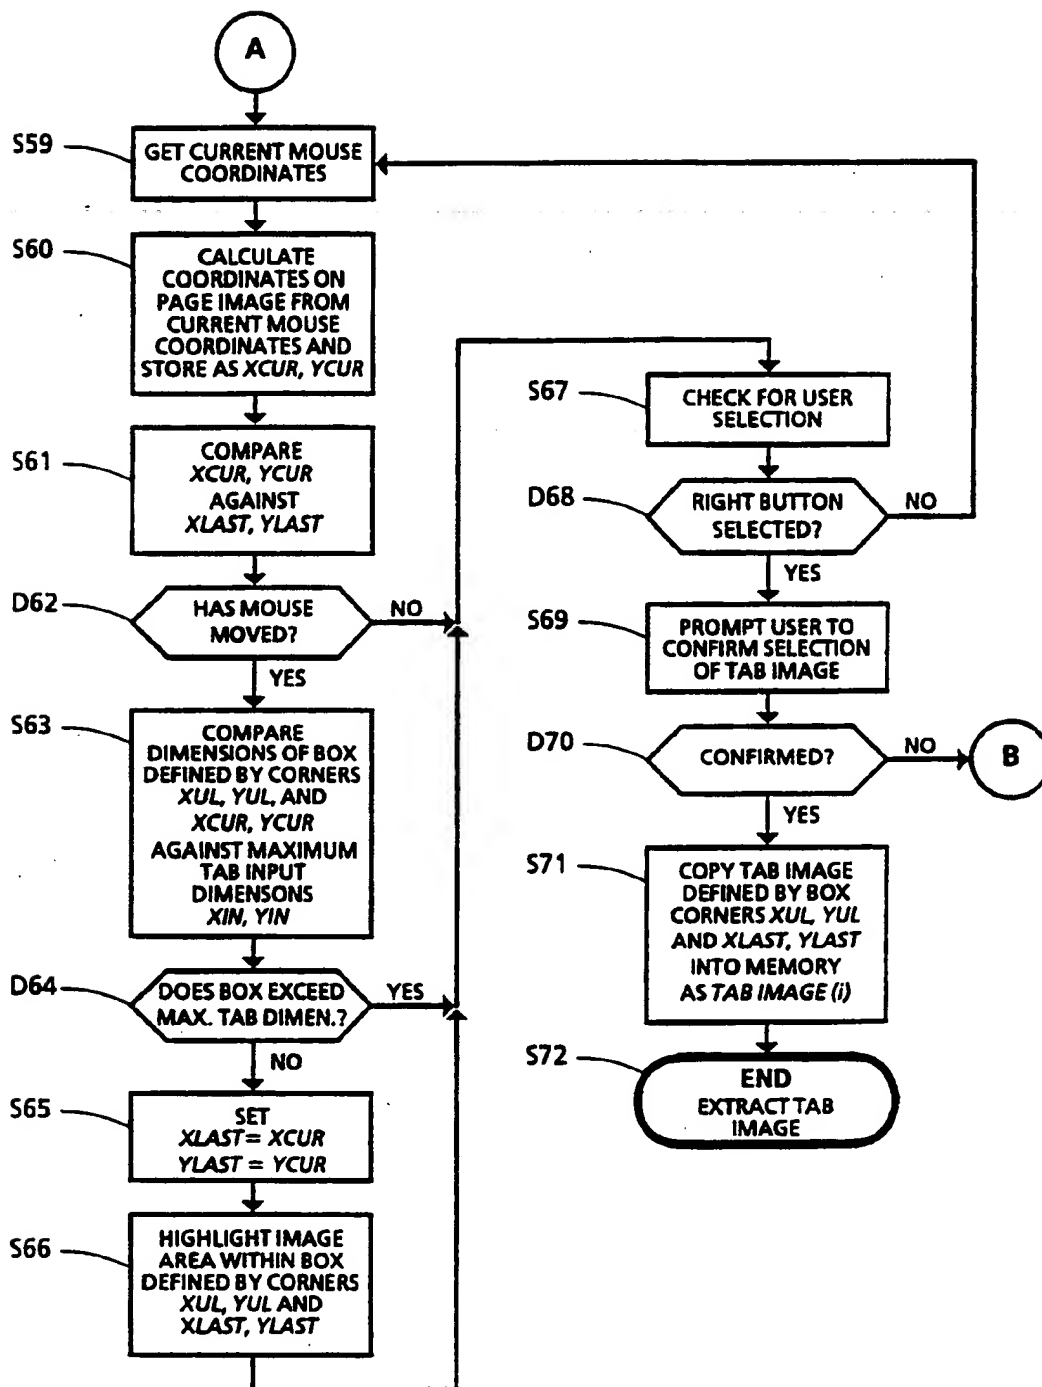 A
S59
GET CURRENT MOUSE
COORDINATES
S60
CALCULATE
COORDINATES ON
PAGE IMAGE FROM
CURRENT MOUSE
COORDINATES AND
STORE AS XCUR, YCUR
S61
COMPARE
XCUR, YCUR
AGAINST
XLAST, YLAST
D62
HAS MOUSE
MOVED?
NO
YES
S63
COMPARE
DIMENSIONS OF BOX
DEFINED BY CORNERS
XUL, YUL, AND
XCUR, YCUR
AGAINST MAXIMUM
TAB INPUT
DIMENSONS
XIN, YIN
D64
DOES BOX EXCEED
MAX. TAB DIMEN.?
YES
NO
S65
SET
XLAST = XCUR
YLAST = YCUR
S66
HIGHLIGHT IMAGE
AREA WITHIN BOX
DEFINED BY CORNERS
XUL, YUL AND
XLAST, YLAST
S67
CHECK FOR USER
SELECTION
D68
RIGHT BUTTON
SELECTED?
NO
YES
S69
PROMPT USER TO
CONFIRM SELECTION
OF TAB IMAGE
D70
CONFIRMED?
NO
B
YES
S71
COPY TAB IMAGE
DEFINED BY BOX
CORNERS XUL, YUL
AND XLAST, YLAST
INTO MEMORY
AS TAB IMAGE (i)
S72
END
EXTRACT TAB
IMAGE